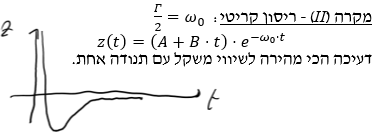 מקרה (II) - ריסון קריטי: Γ/2 = ω₀
z(t) = (A + B · t) · e^(−ω₀·t)
דעיכה הכי מהירה לשיווי משקל עם תנודה אחת.
z
t